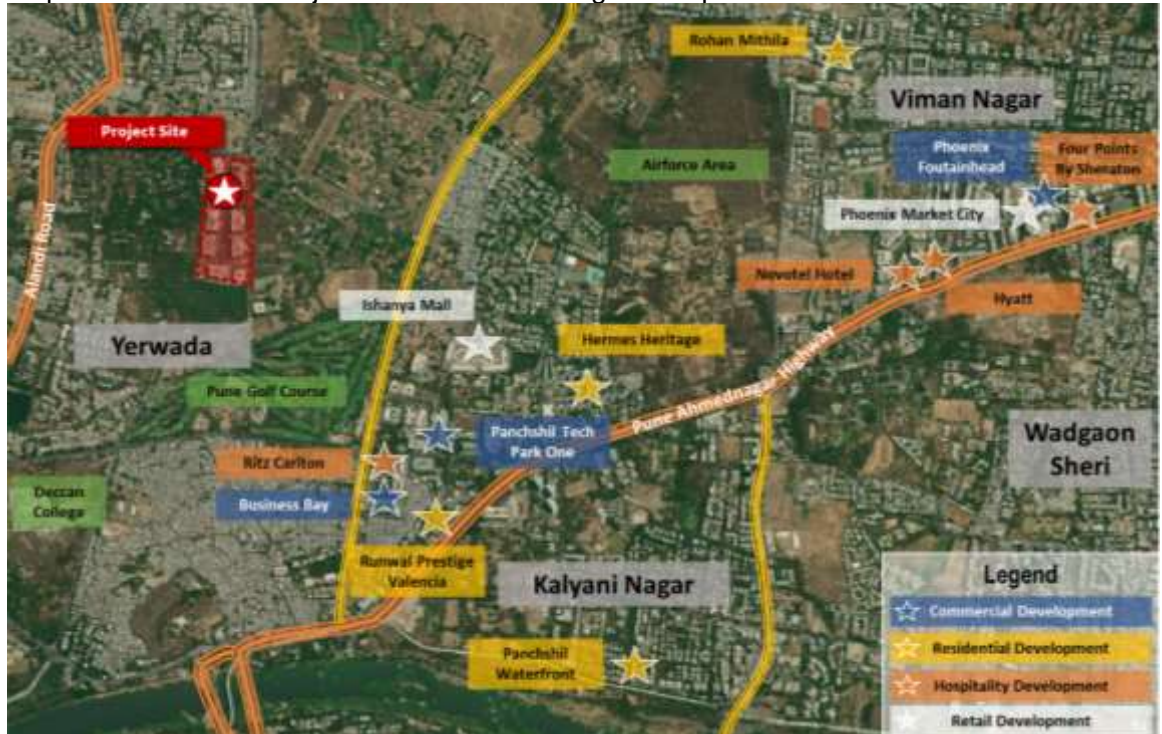 Rohan Mithila
Viman Nagar
Project Site
Phoenix
Foutainhead
Four Points
By Sheraton
Airforce Area
Phoenix Market City
Alandi Road
Novotel Hotel
Hyatt
Ishanya Mall
Yerwada
Hermes Heritage
Pune Golf Course
Pune Ahmednagar Highway
Panchshil Tech
Park One
Wadgaon
Sheri
Ritz Carlton
Deccan
College
Business Bay
Runwal Prestige
Valencia
Kalyani Nagar
Legend
Commercial Development
Residential Development
Hospitality Development
Retail Development
Panchshil
Waterfront